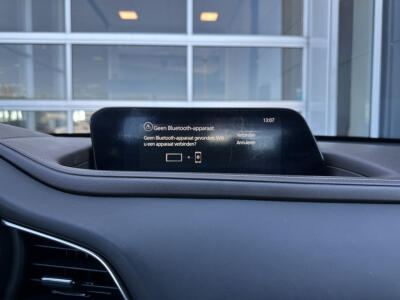 13:07
Geen Bluetooth-apparaat
Geen Bluetooth-apparaat gevonden. Wilt
u een apparaat verbinden?
Verbinden
Annuleren